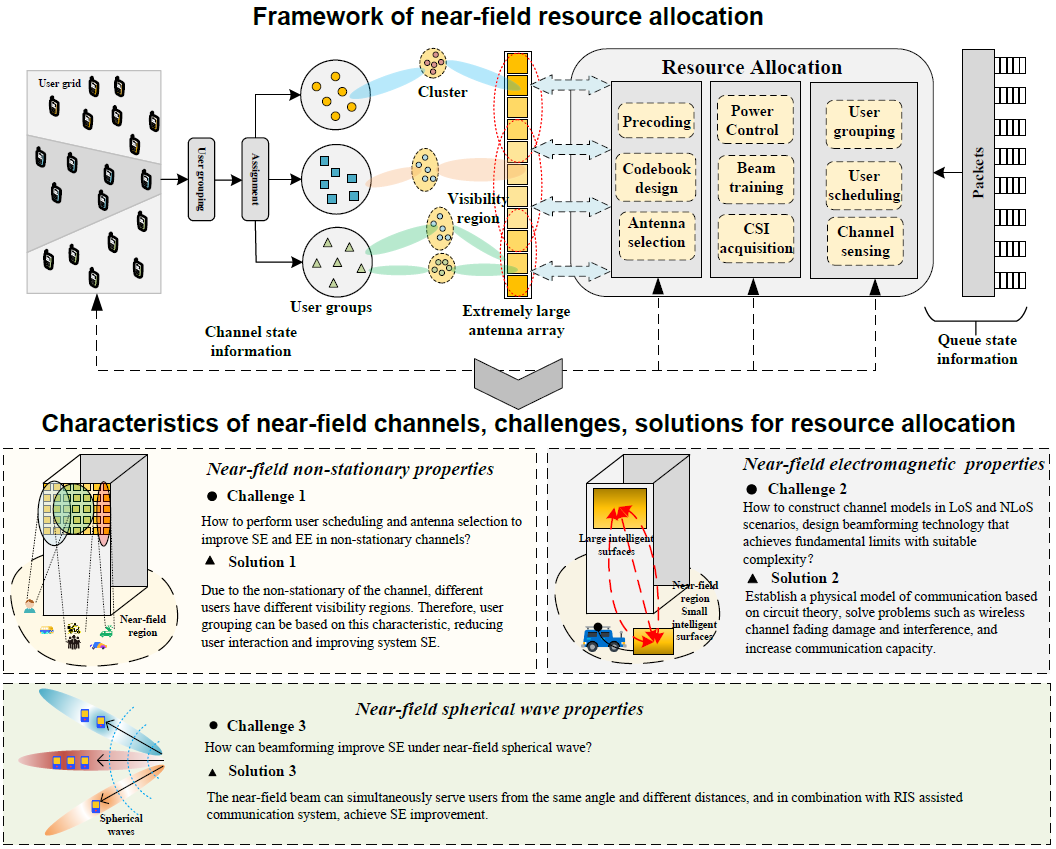 Framework of near-field resource allocation
User grid
User grouping
Assignment
Cluster
Visibility
region
User groups
Extremely large
antenna array
Channel state
information
Resource Allocation
Precoding
Codebook
design
Antenna
selection
Power
Control
Beam
training
CSI
acquisition
User
grouping
User
scheduling
Channel
sensing
Packets
Queue state
information
Characteristics of near-field channels, challenges, solutions for resource allocation
Near-field non-stationary properties
Challenge 1
How to perform user scheduling and antenna selection to
improve SE and EE in non-stationary channels?
Solution 1
Due to the non-stationary of the channel, different
users have different visibility regions. Therefore, user
grouping can be based on this characteristic, reducing
user interaction and improving system SE.
Near-field
region
Near-field electromagnetic properties
Challenge 2
How to construct channel models in LoS and NLoS
scenarios, design beamforming technology that
achieves fundamental limits with suitable
complexity?
Solution 2
Establish a physical model of communication based
on circuit theory, solve problems such as wireless
channel fading damage and interference, and
increase communication capacity.
Large intelligent
surfaces
Near-field
region
Small
intelligent
surfaces
Near-field spherical wave properties
Challenge 3
How can beamforming improve SE under near-field spherical wave?
Solution 3
The near-field beam can simultaneously serve users from the same angle and different distances, and in combination with RIS assisted
communication system, achieve SE improvement.
Spherical
waves